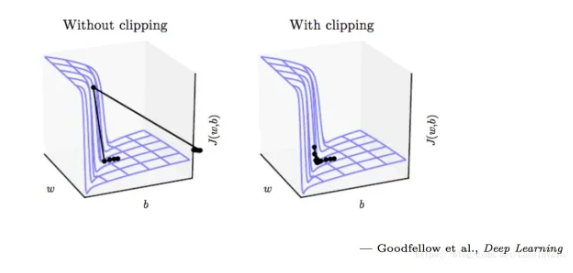 Without clipping
With clipping
J(w,b)
w
b
J(w,b)
w
b
— Goodfellow et al., Deep Learning